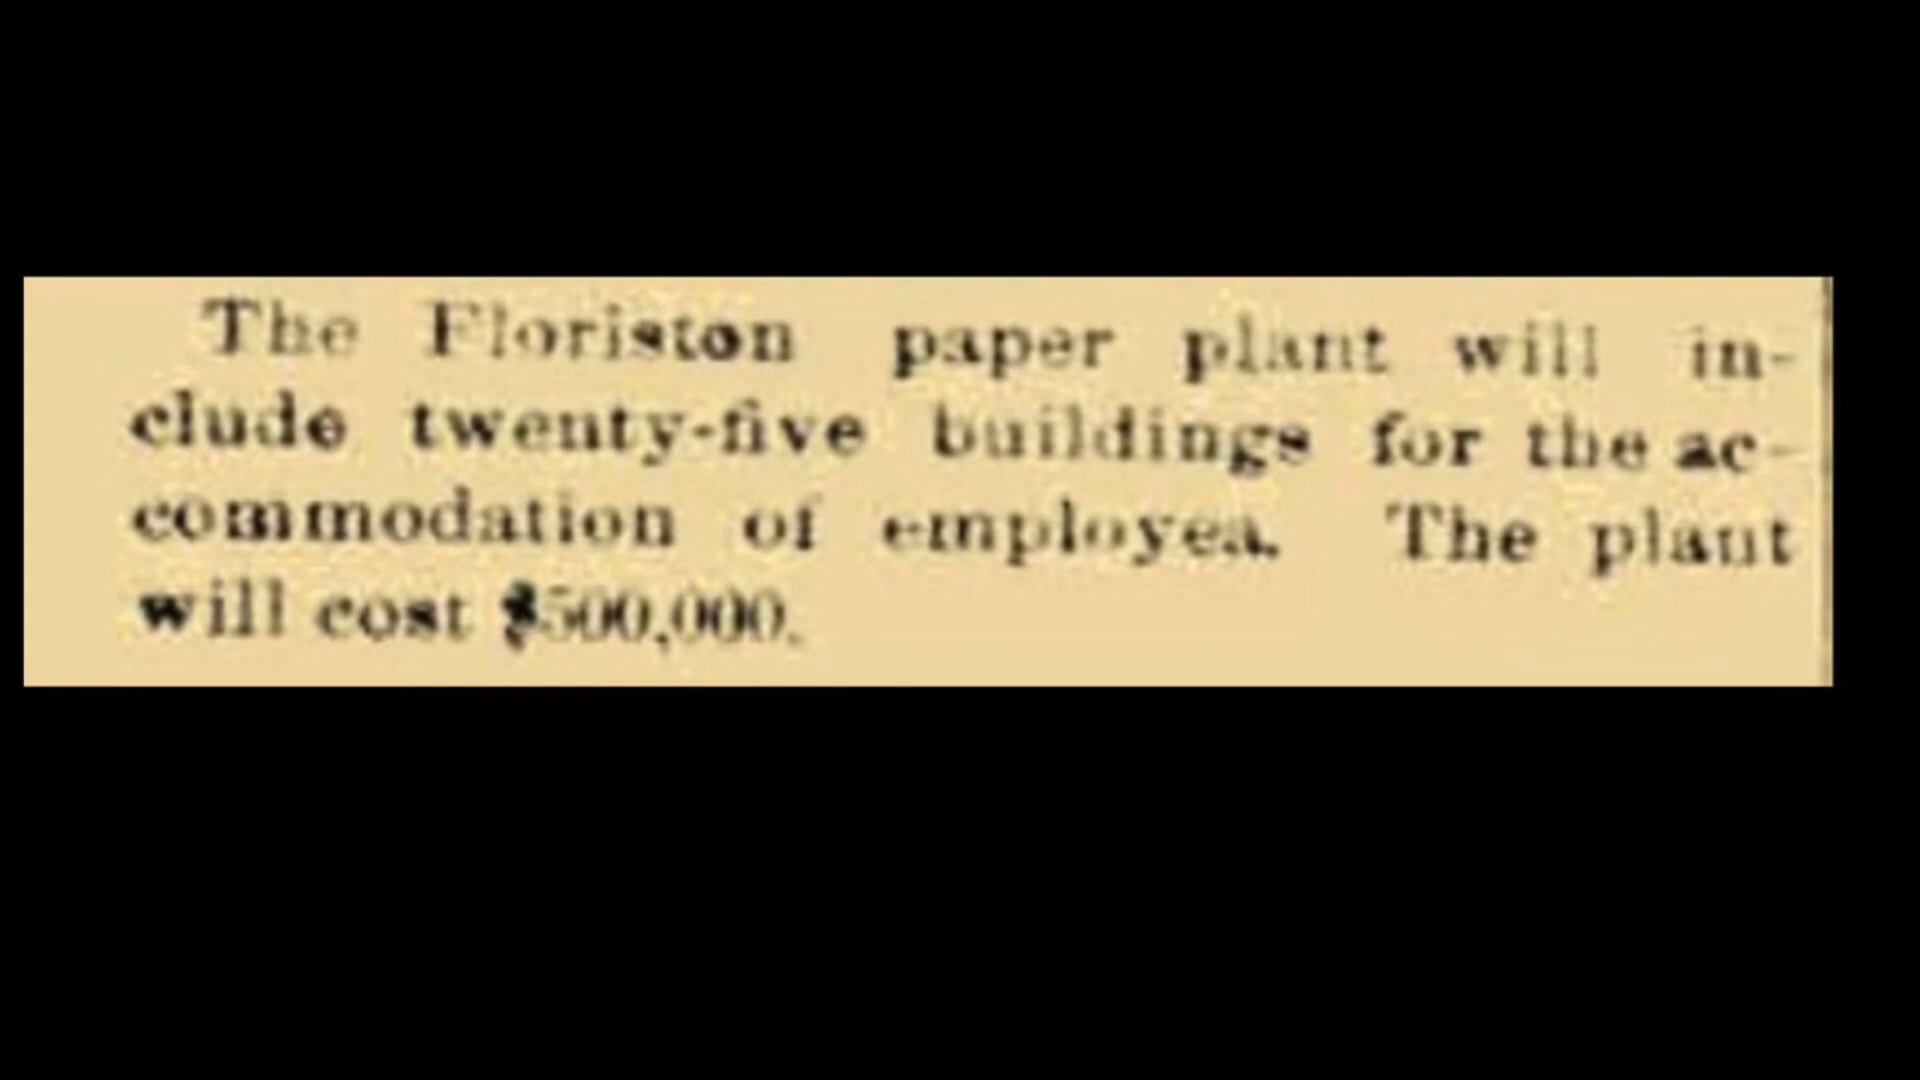 The Floriston paper plant will in-
clude twenty-five buildings for the ac-
commodation of employes. The plant
will cost $500,000.